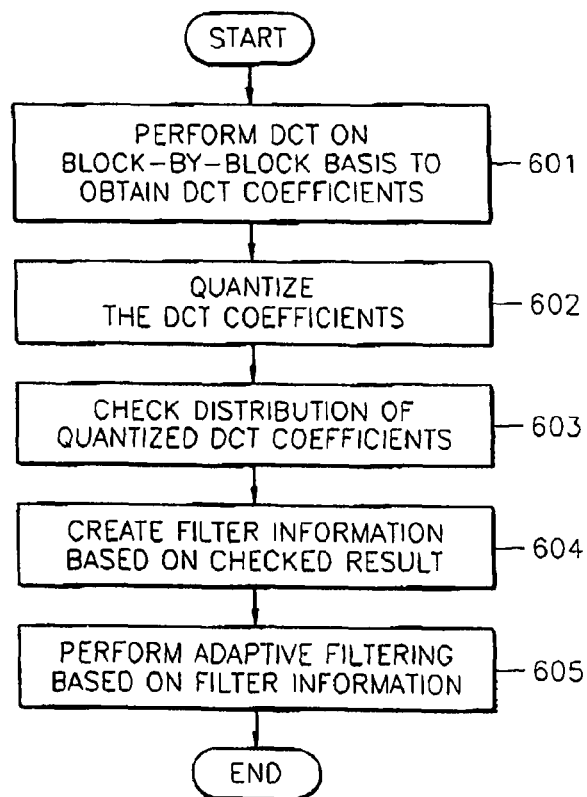 START
PERFORM DCT ON
BLOCK-BY-BLOCK BASIS TO
OBTAIN DCT COEFFICIENTS
601
QUANTIZE
THE DCT COEFFICIENTS
602
CHECK DISTRIBUTION OF
QUANTIZED DCT COEFFICIENTS
603
CREATE FILTER INFORMATION
BASED ON CHECKED RESULT
604
PERFORM ADAPTIVE FILTERING
BASED ON FILTER INFORMATION
605
END